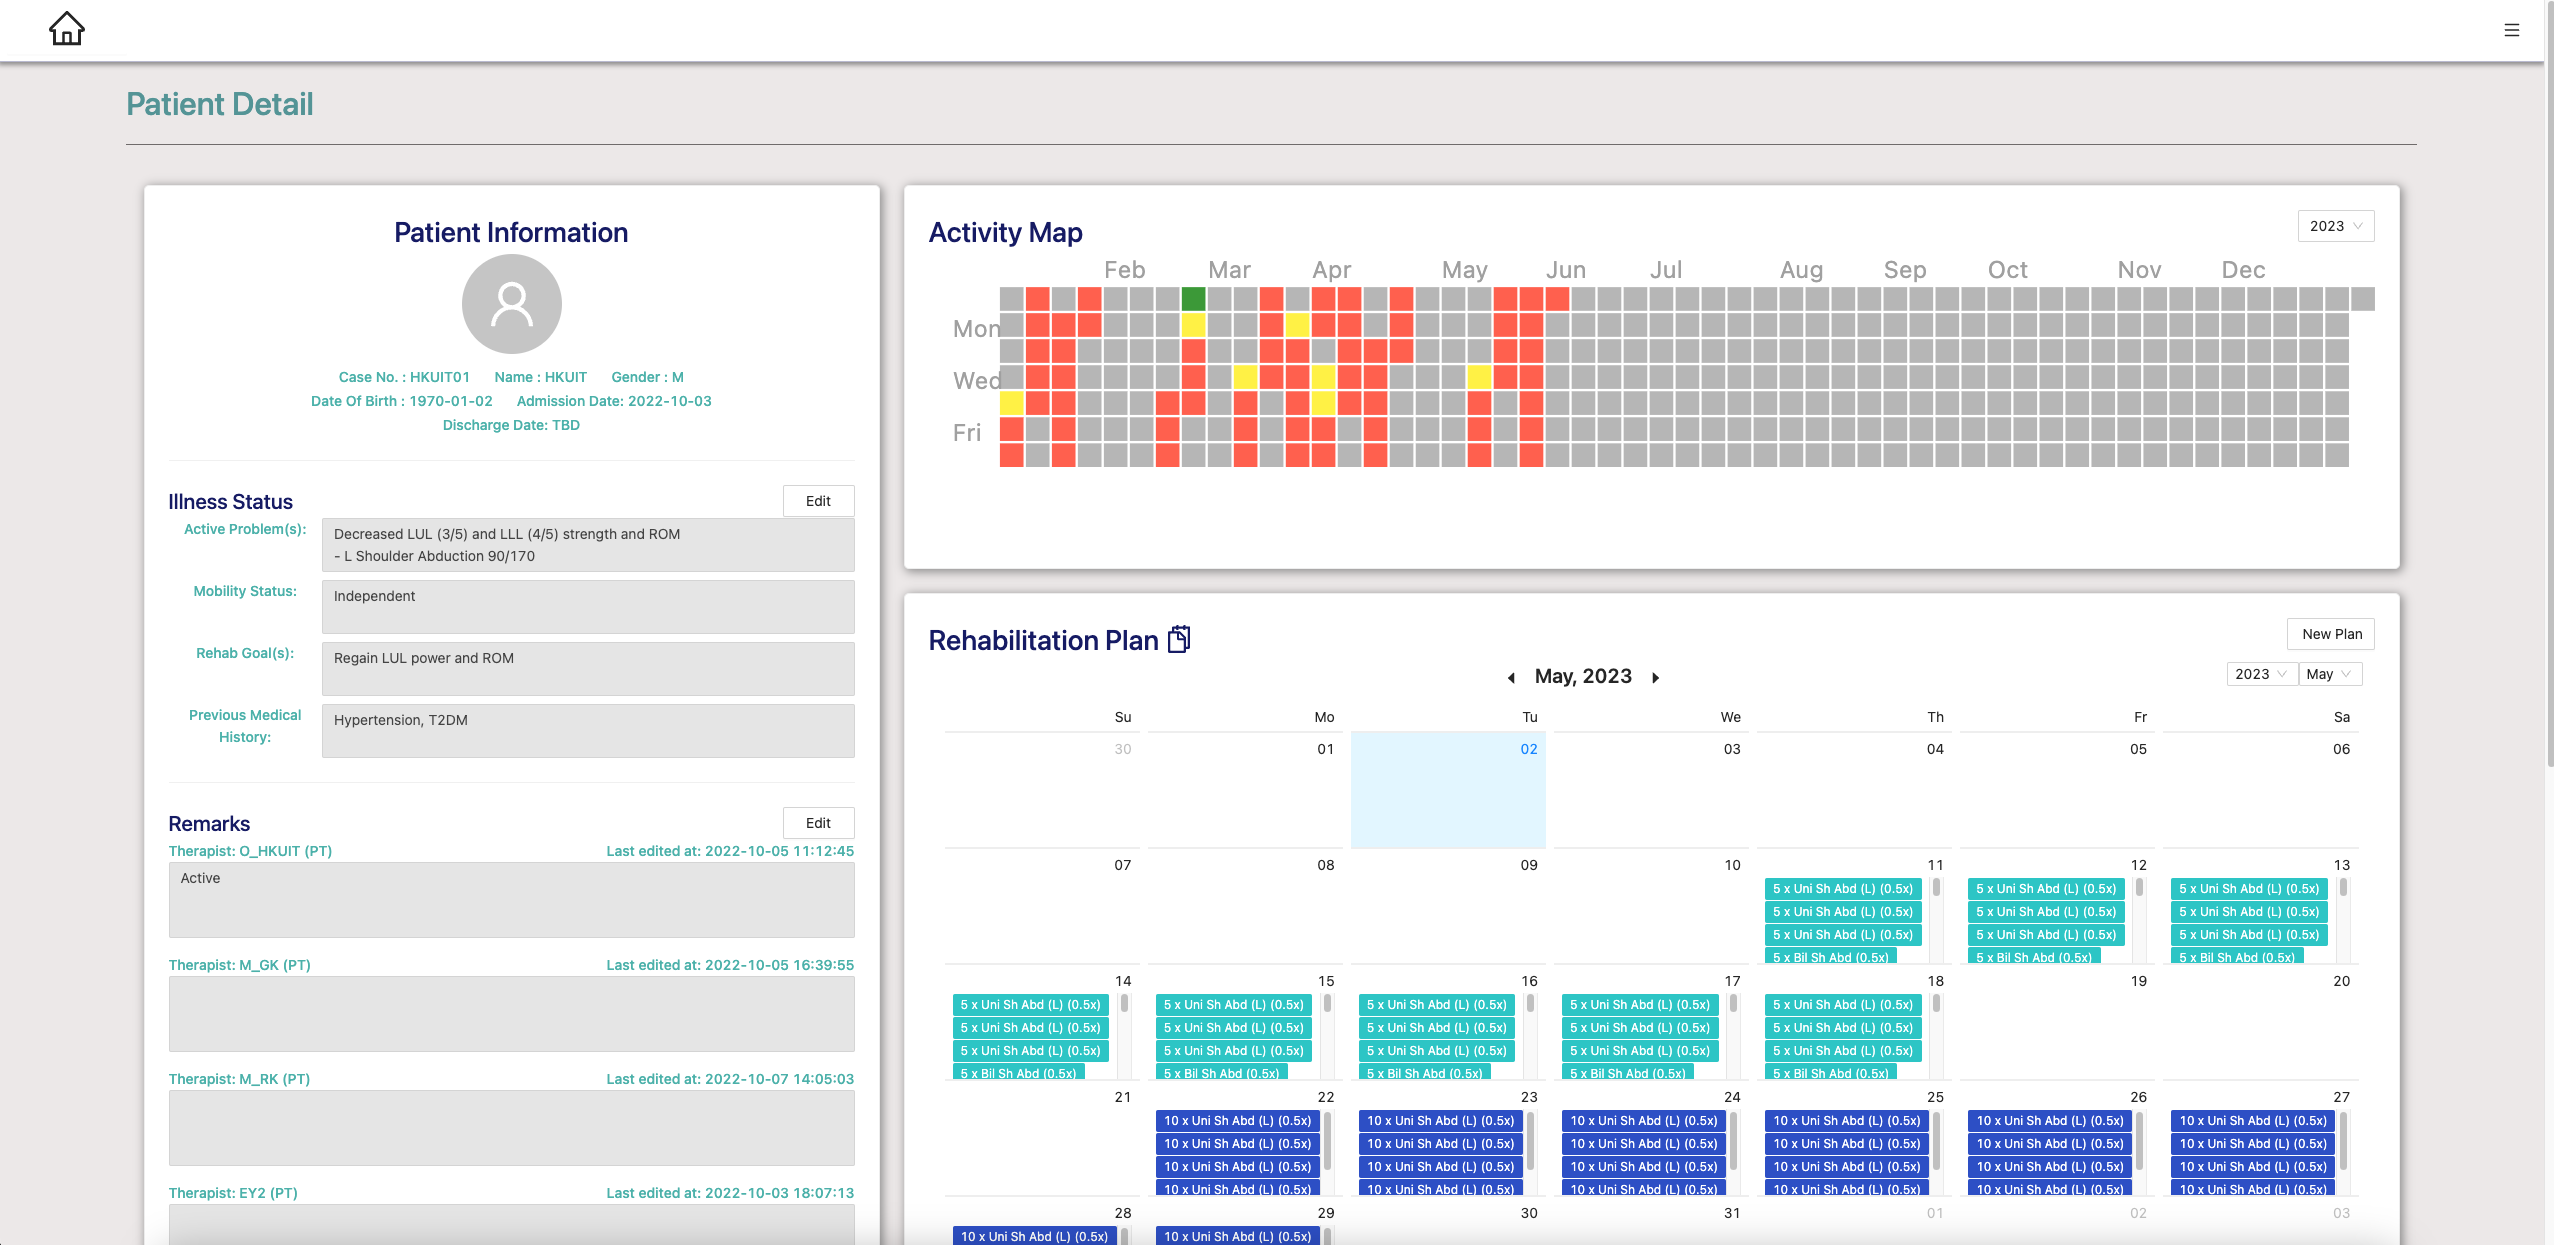 Patient Detail
Patient Information
Case No. : HKUIT01 Name : HKUIT Gender : M
Date Of Birth : 1970-01-02 Admission Date: 2022-10-03
Discharge Date: TBD
Illness Status
Edit
Active Problem(s):
Decreased LUL (3/5) and LLL (4/5) strength and ROM
- L Shoulder Abduction 90/170
Mobility Status:
Independent
Rehab Goal(s):
Regain LUL power and ROM
Previous Medical
History:
Hypertension, T2DM
Remarks
Edit
Therapist: O_HKUIT (PT) Last edited at: 2022-10-05 11:12:45
Active
Therapist: M_GK (PT) Last edited at: 2022-10-05 16:39:55
Therapist: M_RK (PT) Last edited at: 2022-10-07 14:05:03
Therapist: EY2 (PT) Last edited at: 2022-10-03 18:07:13
Activity Map
2023
Feb Mar Apr May Jun Jul Aug Sep Oct Nov Dec
Mon
Wed
Fri
Rehabilitation Plan
New Plan
May, 2023
2023 May
Su Mo Tu We Th Fr Sa
30 01 02 03 04 05 06
07 08 09 10 11 12 13
5 x Uni Sh Abd (L) (0.5x) 5 x Uni Sh Abd (L) (0.5x) 5 x Uni Sh Abd (L) (0.5x)
5 x Uni Sh Abd (L) (0.5x) 5 x Uni Sh Abd (L) (0.5x) 5 x Uni Sh Abd (L) (0.5x)
5 x Uni Sh Abd (L) (0.5x) 5 x Uni Sh Abd (L) (0.5x) 5 x Uni Sh Abd (L) (0.5x)
5 x Bil Sh Abd (0.5x) 5 x Bil Sh Abd (0.5x) 5 x Bil Sh Abd (0.5x)
14 15 16 17 18 19 20
5 x Uni Sh Abd (L) (0.5x) 5 x Uni Sh Abd (L) (0.5x) 5 x Uni Sh Abd (L) (0.5x) 5 x Uni Sh Abd (L) (0.5x) 5 x Uni Sh Abd (L) (0.5x)
5 x Uni Sh Abd (L) (0.5x) 5 x Uni Sh Abd (L) (0.5x) 5 x Uni Sh Abd (L) (0.5x) 5 x Uni Sh Abd (L) (0.5x) 5 x Uni Sh Abd (L) (0.5x)
5 x Uni Sh Abd (L) (0.5x) 5 x Uni Sh Abd (L) (0.5x) 5 x Uni Sh Abd (L) (0.5x) 5 x Uni Sh Abd (L) (0.5x) 5 x Uni Sh Abd (L) (0.5x)
5 x Bil Sh Abd (0.5x) 5 x Bil Sh Abd (0.5x) 5 x Bil Sh Abd (0.5x) 5 x Bil Sh Abd (0.5x) 5 x Bil Sh Abd (0.5x)
21 22 23 24 25 26 27
10 x Uni Sh Abd (L) (0.5x) 10 x Uni Sh Abd (L) (0.5x) 10 x Uni Sh Abd (L) (0.5x) 10 x Uni Sh Abd (L) (0.5x) 10 x Uni Sh Abd (L) (0.5x) 10 x Uni Sh Abd (L) (0.5x)
10 x Uni Sh Abd (L) (0.5x) 10 x Uni Sh Abd (L) (0.5x) 10 x Uni Sh Abd (L) (0.5x) 10 x Uni Sh Abd (L) (0.5x) 10 x Uni Sh Abd (L) (0.5x) 10 x Uni Sh Abd (L) (0.5x)
10 x Uni Sh Abd (L) (0.5x) 10 x Uni Sh Abd (L) (0.5x) 10 x Uni Sh Abd (L) (0.5x) 10 x Uni Sh Abd (L) (0.5x) 10 x Uni Sh Abd (L) (0.5x) 10 x Uni Sh Abd (L) (0.5x)
10 x Uni Sh Abd (L) (0.5x) 10 x Uni Sh Abd (L) (0.5x) 10 x Uni Sh Abd (L) (0.5x) 10 x Uni Sh Abd (L) (0.5x) 10 x Uni Sh Abd (L) (0.5x) 10 x Uni Sh Abd (L) (0.5x)
28 29 30 31 01 02 03
10 x Uni Sh Abd (L) (0.5x) 10 x Uni Sh Abd (L) (0.5x)